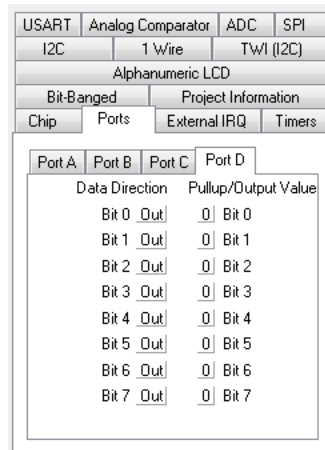 USART Analog Comparator ADC SPI
I2C 1 Wire TWI (I2C)
Alphanumeric LCD
Bit-Banged Project Information
Chip Ports External IRQ Timers
Port A Port B Port C Port D
Data Direction Pullup/Output Value
Bit 0 Out 0 Bit 0
Bit 1 Out 0 Bit 1
Bit 2 Out 0 Bit 2
Bit 3 Out 0 Bit 3
Bit 4 Out 0 Bit 4
Bit 5 Out 0 Bit 5
Bit 6 Out 0 Bit 6
Bit 7 Out 0 Bit 7